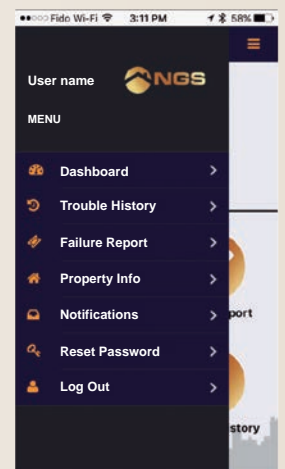 Fido Wi-Fi 3:11 PM 58%
User name NGS
MENU
Dashboard
Trouble History
Failure Report
Property Info
Notifications
port
Reset Password
Log Out
story